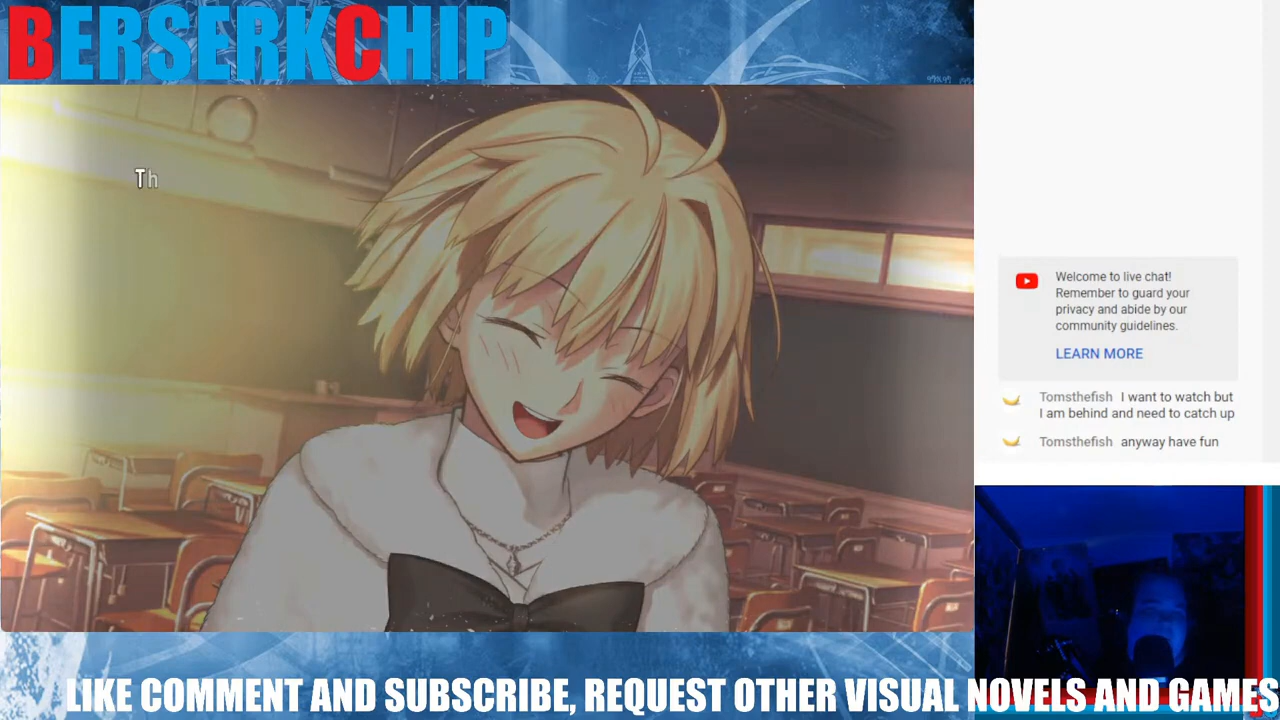 BERSERKCHIP
Th
Welcome to live chat!
Remember to guard your
privacy and abide by our
community guidelines.
LEARN MORE
Tomsthefish I want to watch but
I am behind and need to catch up
Tomsthefish anyway have fun
LIKE COMMENT AND SUBSCRIBE, REQUEST OTHER VISUAL NOVELS AND GAMES